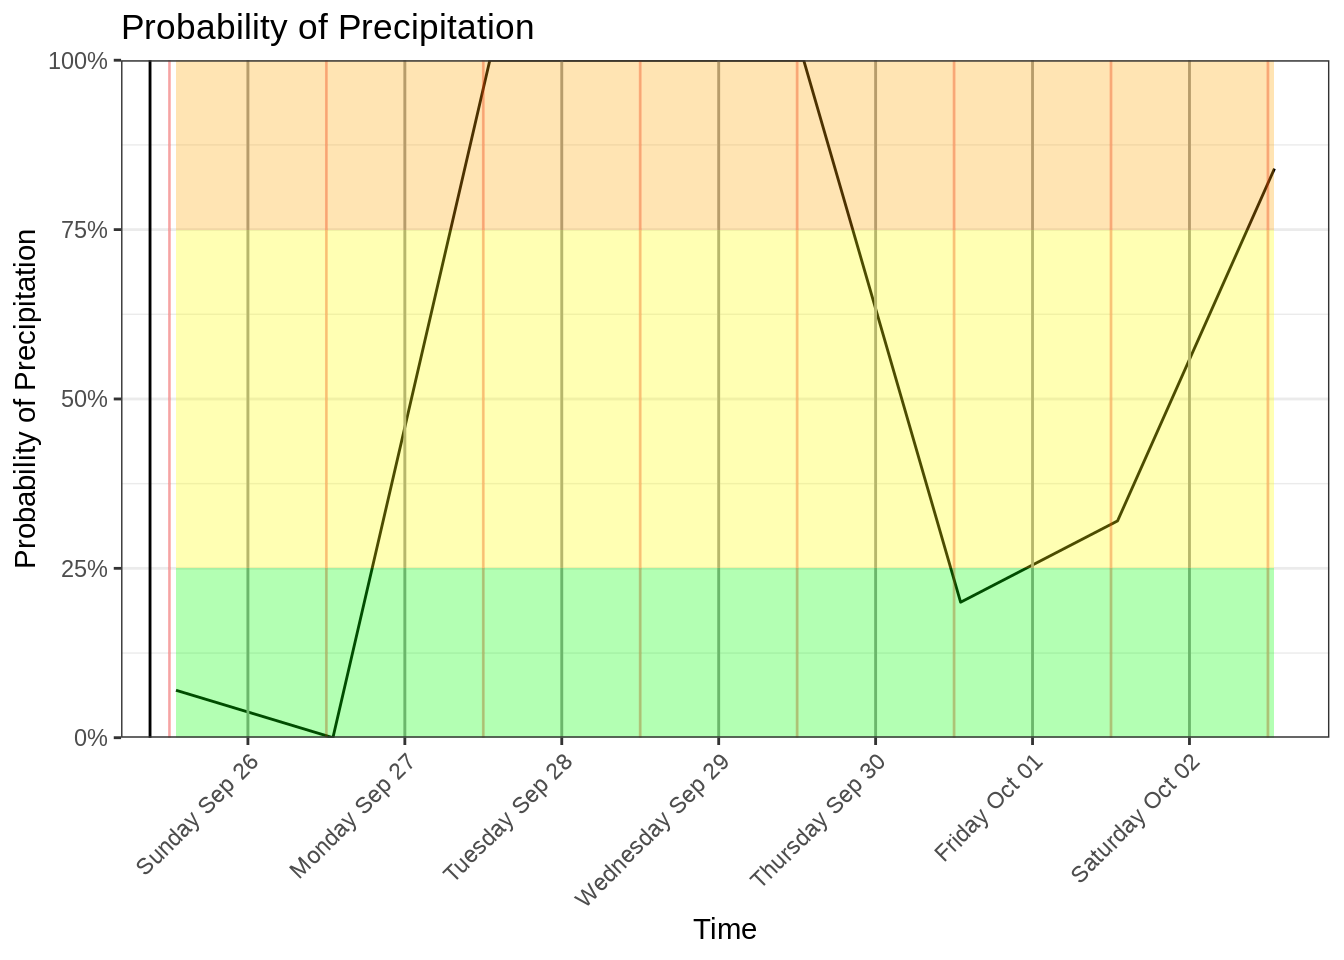 Probability of Precipitation
Probability of Precipitation
100%
75%
50%
25%
0%
Sunday Sep 26
Monday Sep 27
Tuesday Sep 28
Wednesday Sep 29
Thursday Sep 30
Friday Oct 01
Saturday Oct 02
Time